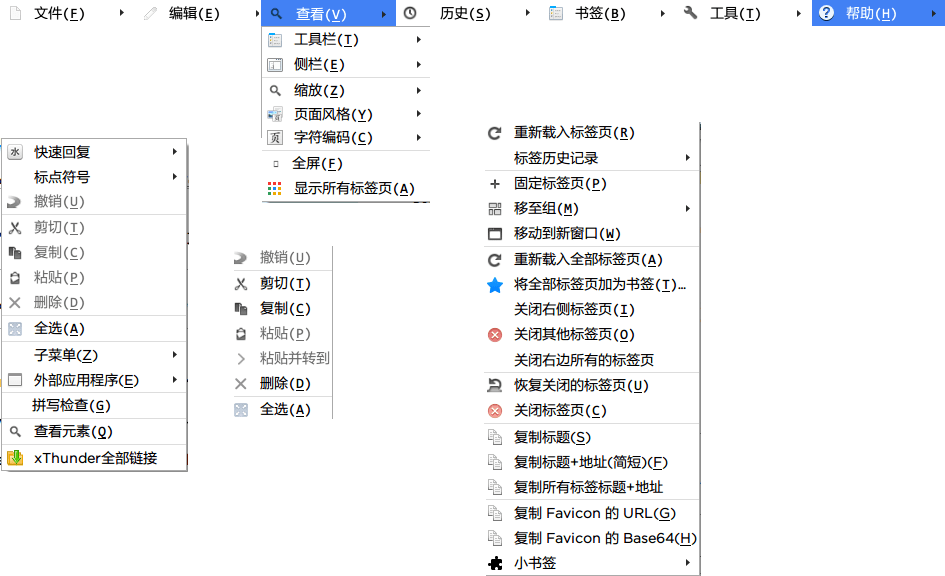 文件(F) 编辑(E) 查看(V) 历史(S) 书签(B) 工具(T) 帮助(H)
工具栏(T)
侧栏(E)
缩放(Z)
页面风格(Y)
字符编码(C)
全屏(F)
显示所有标签页(A)
快速回复
标点符号
撤销(U)
剪切(T)
复制(C)
粘贴(P)
删除(D)
全选(A)
子菜单(Z)
外部应用程序(E)
拼写检查(G)
查看元素(Q)
xThunder全部链接
撤销(U)
剪切(T)
复制(C)
粘贴(P)
粘贴并转到
删除(D)
全选(A)
重新载入标签页(R)
标签历史记录
固定标签页(P)
移至组(M)
移动到新窗口(W)
重新载入全部标签页(A)
将全部标签页加为书签(T)…
关闭右侧标签页(I)
关闭其他标签页(O)
关闭右边所有的标签页
恢复关闭的标签页(U)
关闭标签页(C)
复制标题(S)
复制标题+地址(简短)(F)
复制所有标签标题+地址
复制 Favicon 的 URL(G)
复制 Favicon 的 Base64(H)
小书签